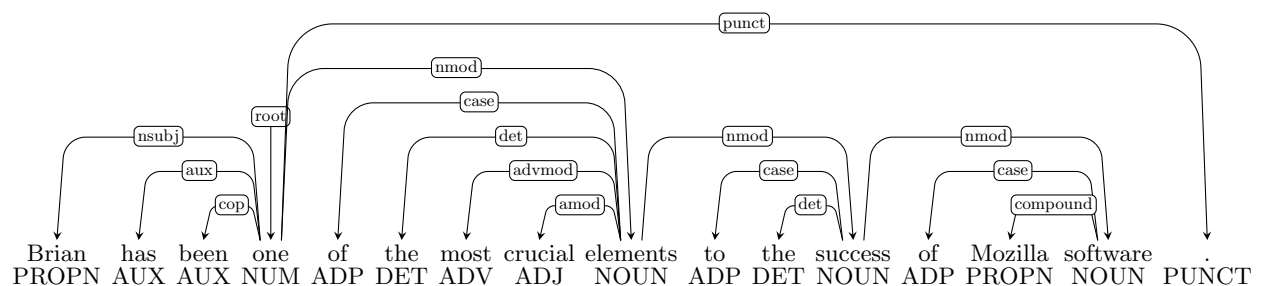 punct
nmod
case
root
nsubj det nmod nmod
aux advmod case case
cop amod det compound
Brian has been one of the most crucial elements to the success of Mozilla software .
PROPN AUX AUX NUM ADP DET ADV ADJ NOUN ADP DET NOUN ADP PROPN NOUN PUNCT